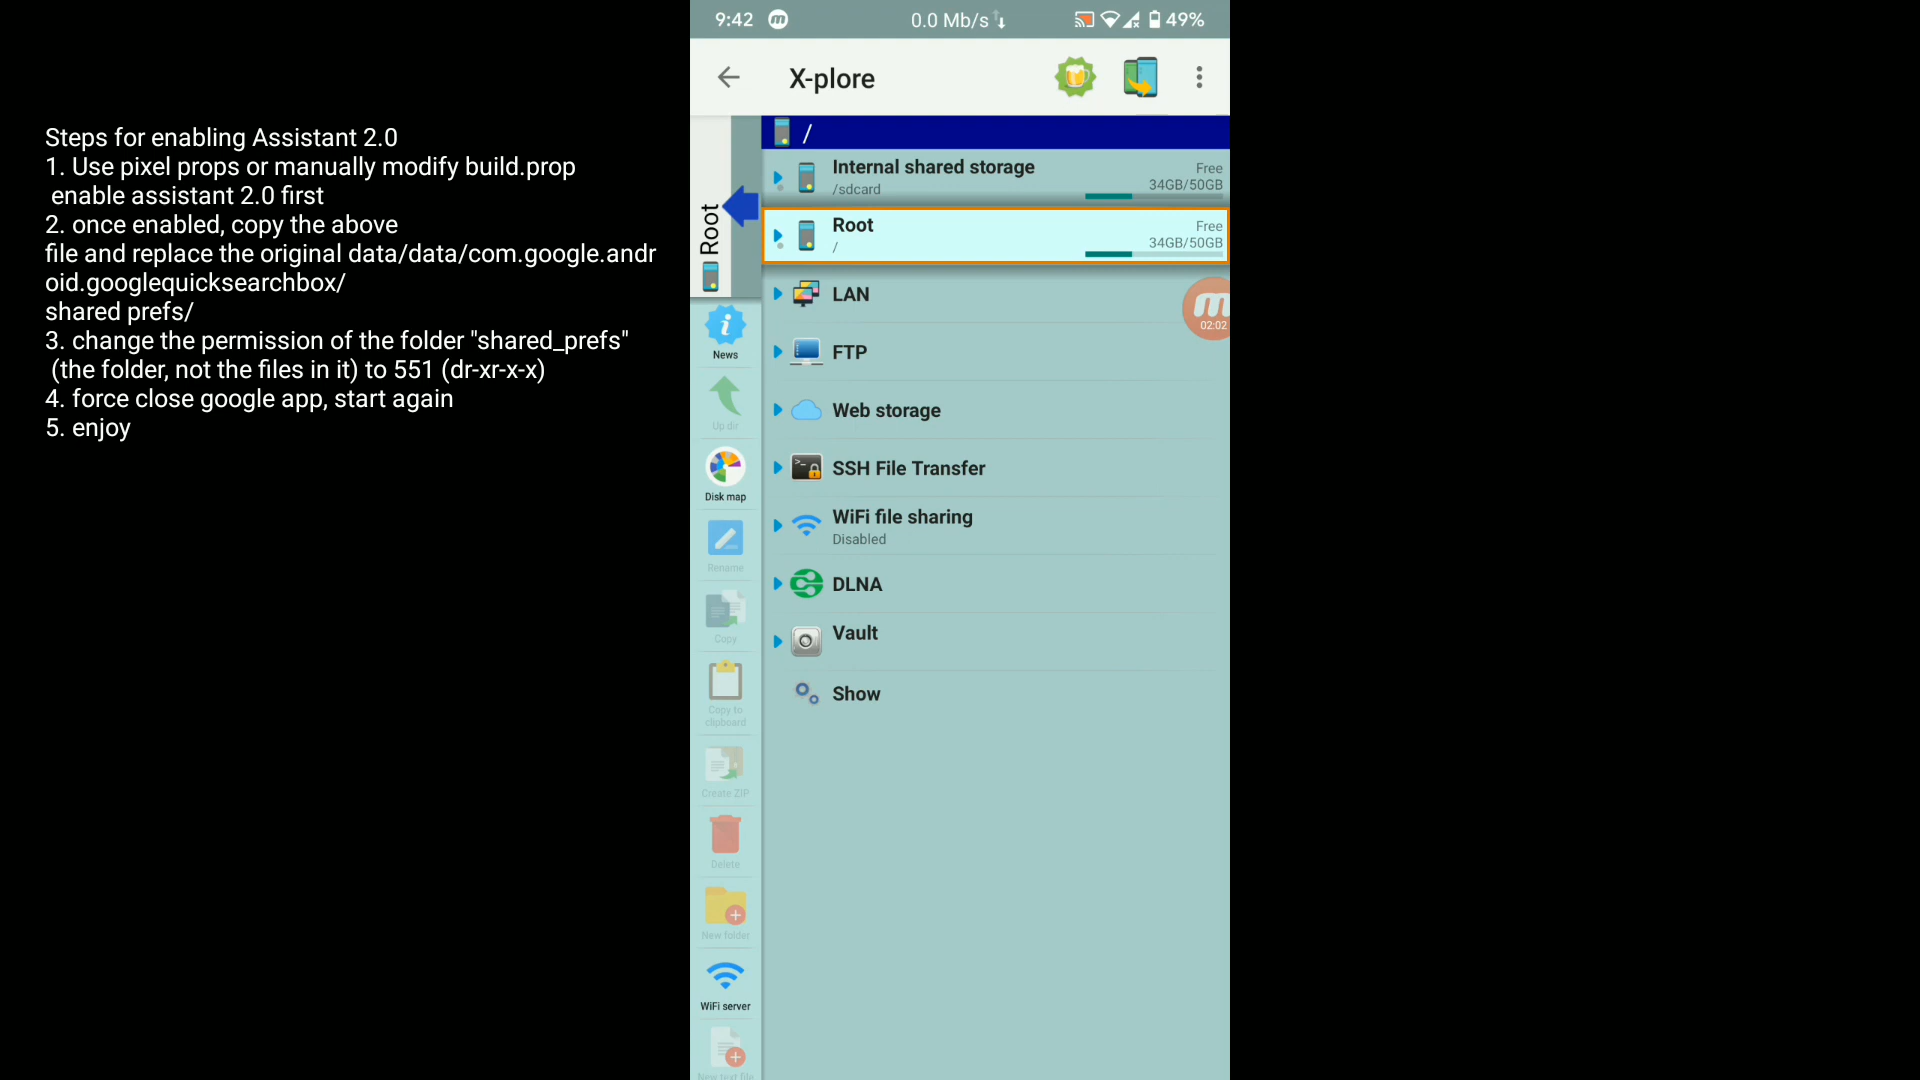 9:42
0.0 Mb/s
49%
X-plore
Steps for enabling Assistant 2.0
1. Use pixel props or manually modify build.prop
enable assistant 2.0 first
2. once enabled, copy the above
file and replace the original data/data/com.google.andr
oid.googlequicksearchbox/
shared prefs/
3. change the permission of the folder "shared_prefs"
(the folder, not the files in it) to 551 (dr-xr-x-x)
4. force close google app, start again
5. enjoy
Root
News
Up dir
Disk map
Rename
Copy
Copy to
clipboard
Create ZIP
Delete
New folder
WiFi server
New text file
/
Internal shared storage
/sdcard
Free
34GB/50GB
Root
/
Free
34GB/50GB
LAN
02:02
FTP
Web storage
SSH File Transfer
WiFi file sharing
Disabled
DLNA
Vault
Show